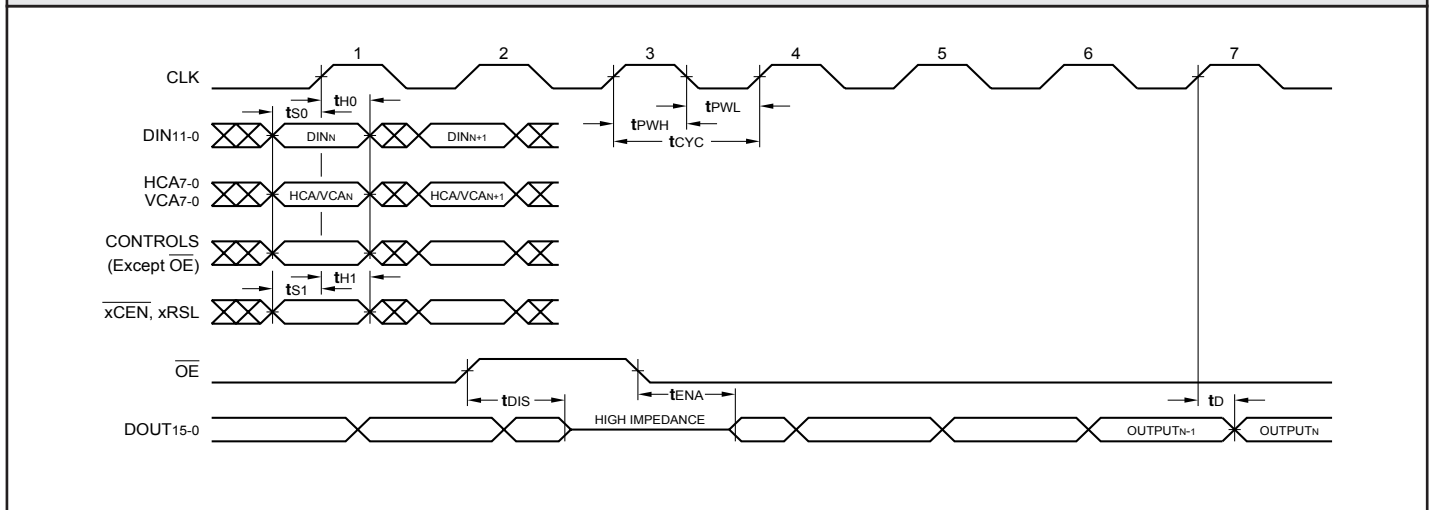 1 2 3 4 5 6 7
CLK
tS0 tH0
tPWL
tPWH
tCYC
DIN11-0 DINN DINN+1
HCA7-0
VCA7-0
HCA/VCAN HCA/VCAN+1
CONTROLS
(Except OE)
tS1 tH1
xCEN, xRSL
OE
tDIS tENA tD
HIGH IMPEDANCE
DOUT15-0 OUTPUTN-1 OUTPUTN